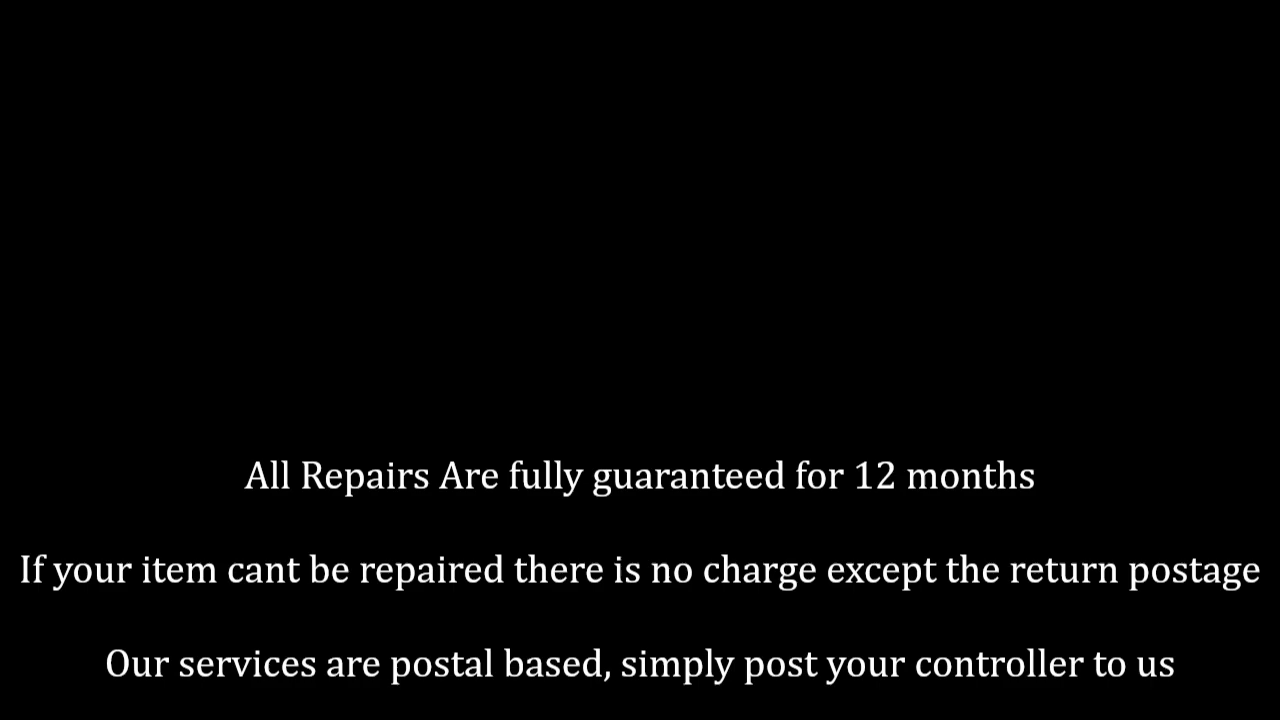 All Repairs Are fully guaranteed for 12 months
If your item cant be repaired there is no charge except the return postage
Our services are postal based, simply post your controller to us